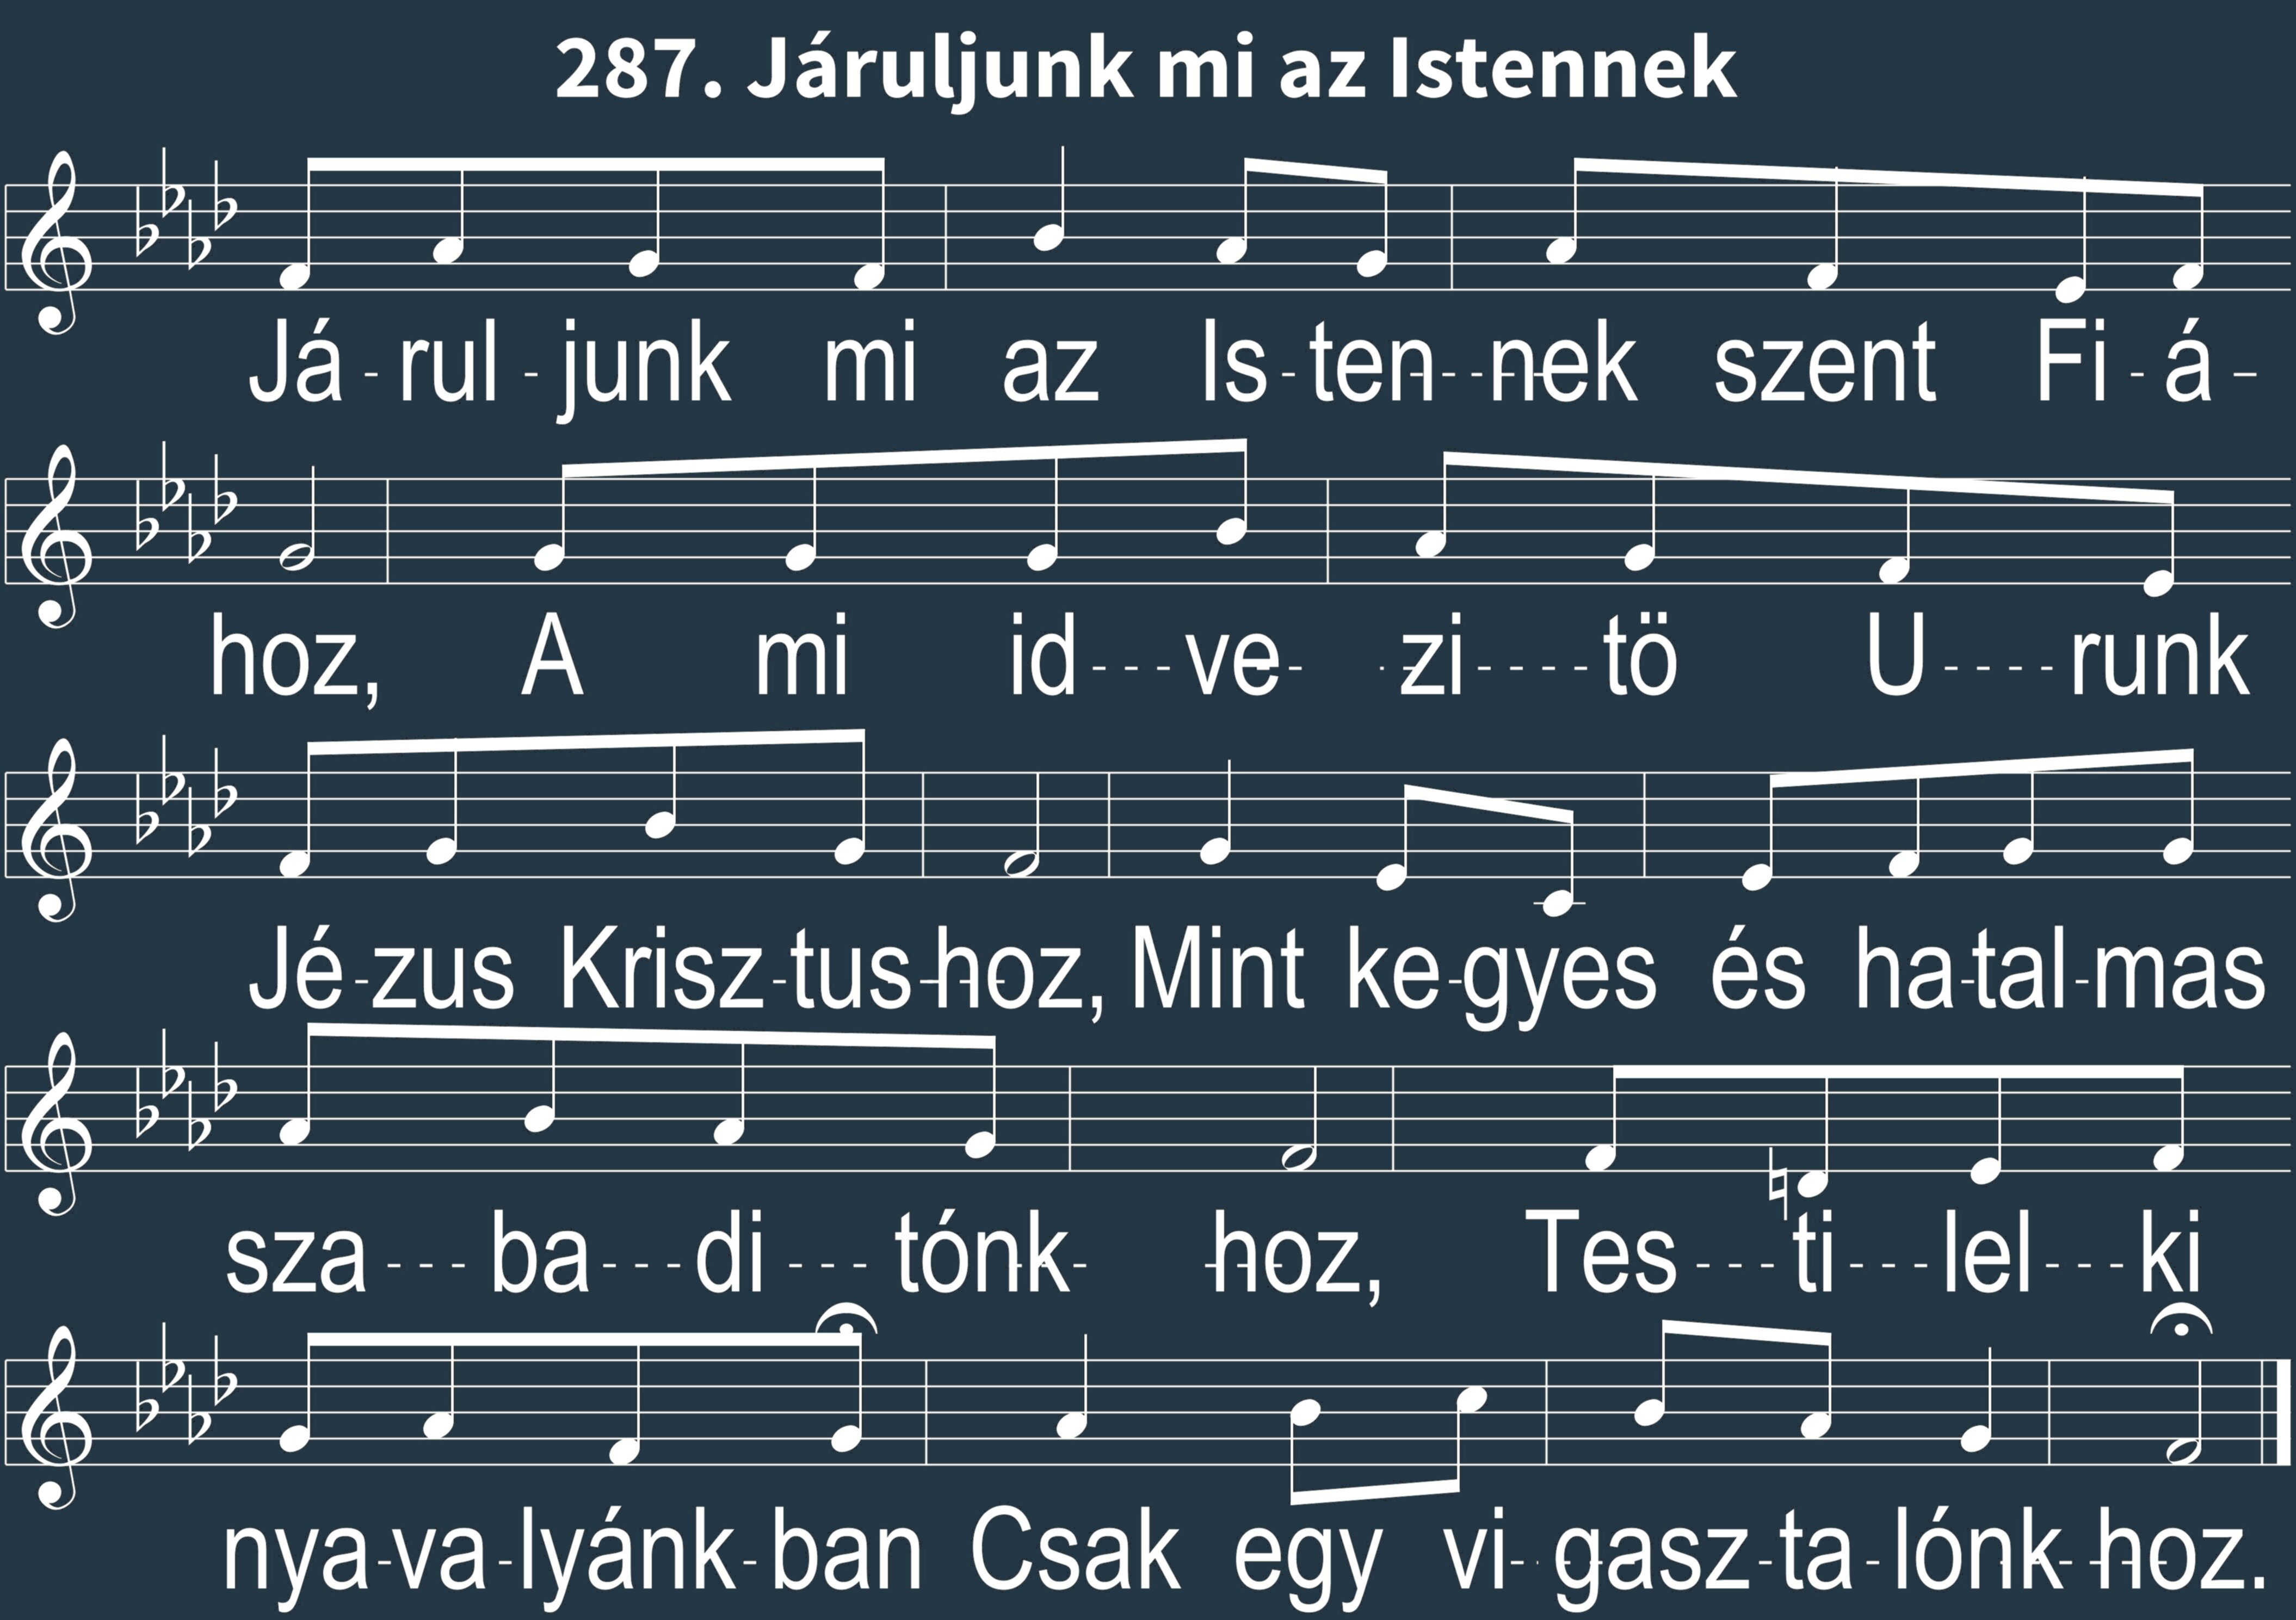 287. Járuljunk mi az Istennek
Já - rul - junk mi az Is - ten - - nek szent Fi - á -
hoz, A mi id - - - ve - - zi - - - - tö U - - - - runk
Jé - zus Krisz - tus - hoz, Mint ke - gyes és ha - tal - mas
sza - - - ba - - - di - - - tónk - hoz, Tes - - - ti - - - lel - - - ki
nya - va - lyánk - ban Csak egy vi - gasz - ta - lónk - hoz.